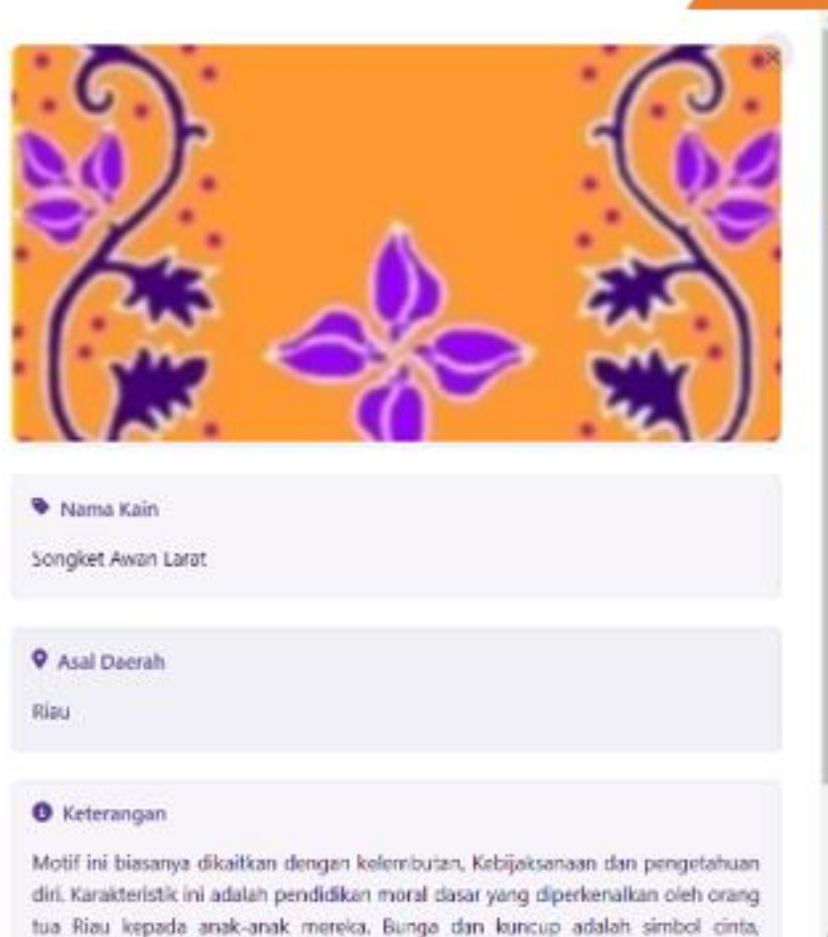 Nama Kain
Songket Awan Larat
Asal Daerah
Riau
Keterangan
Motif ini biasanya dikaitkan dengan kelembutan, Kebijaksanaan dan pengetahuan
diri. Karakteristik ini adalah pendidikan moral dasar yang diperkenalkan oleh orang
tua Riau kepada anak-anak mereka. Bunga dan kuncup adalah simbol cinta,